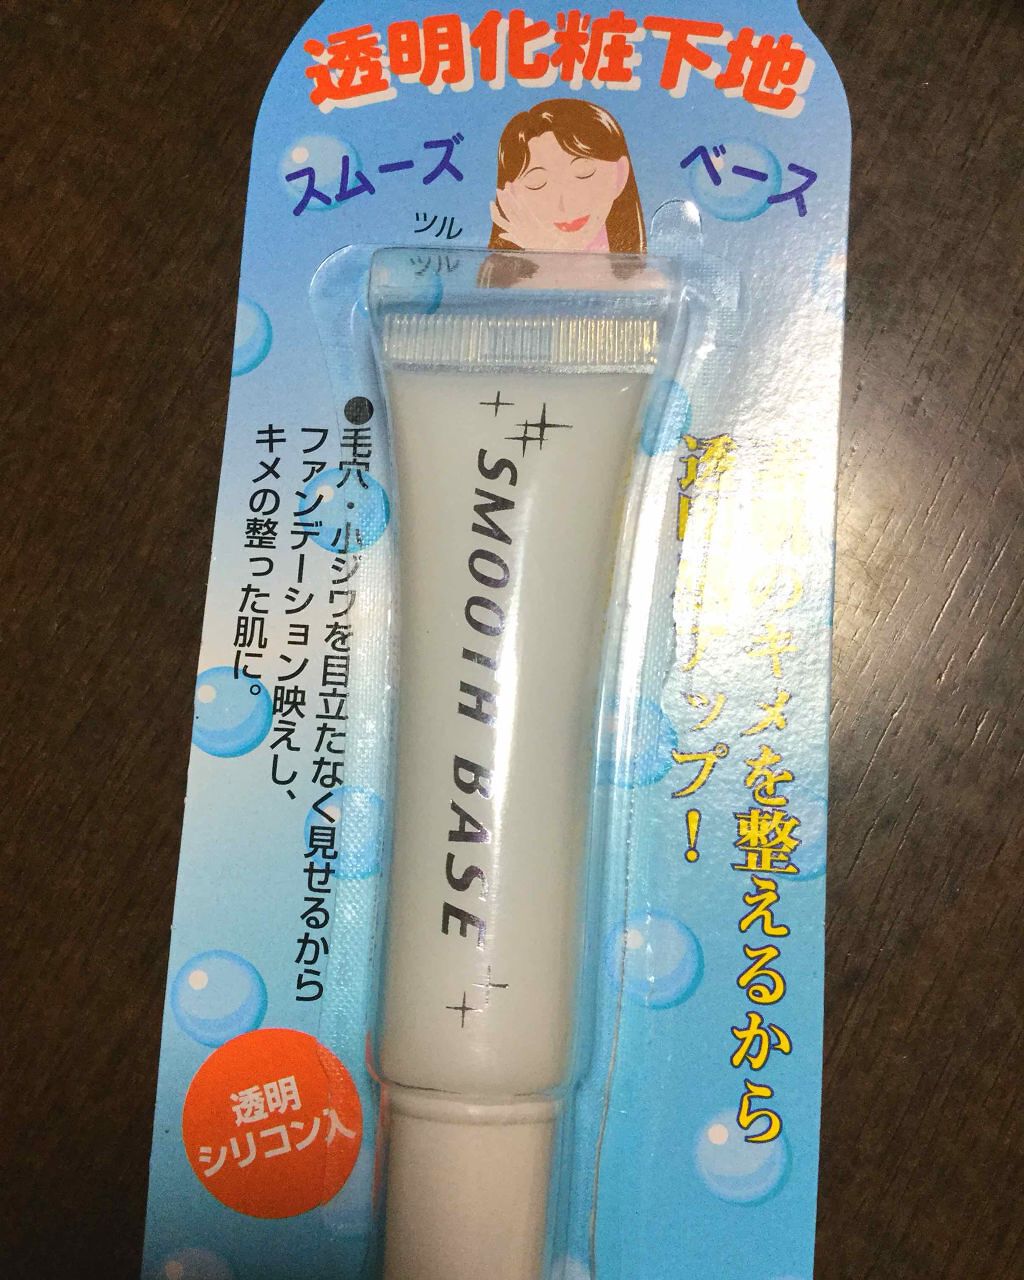 透明化粧下地
スムーズ
ベース
ツル
ツル
SMOOTH BASE
のキメを整えるから
アップ!
●毛穴・小ジワを目立たなく見せるから
ファンデーション映えし、
キメの整った肌に。
透明
シリコン入